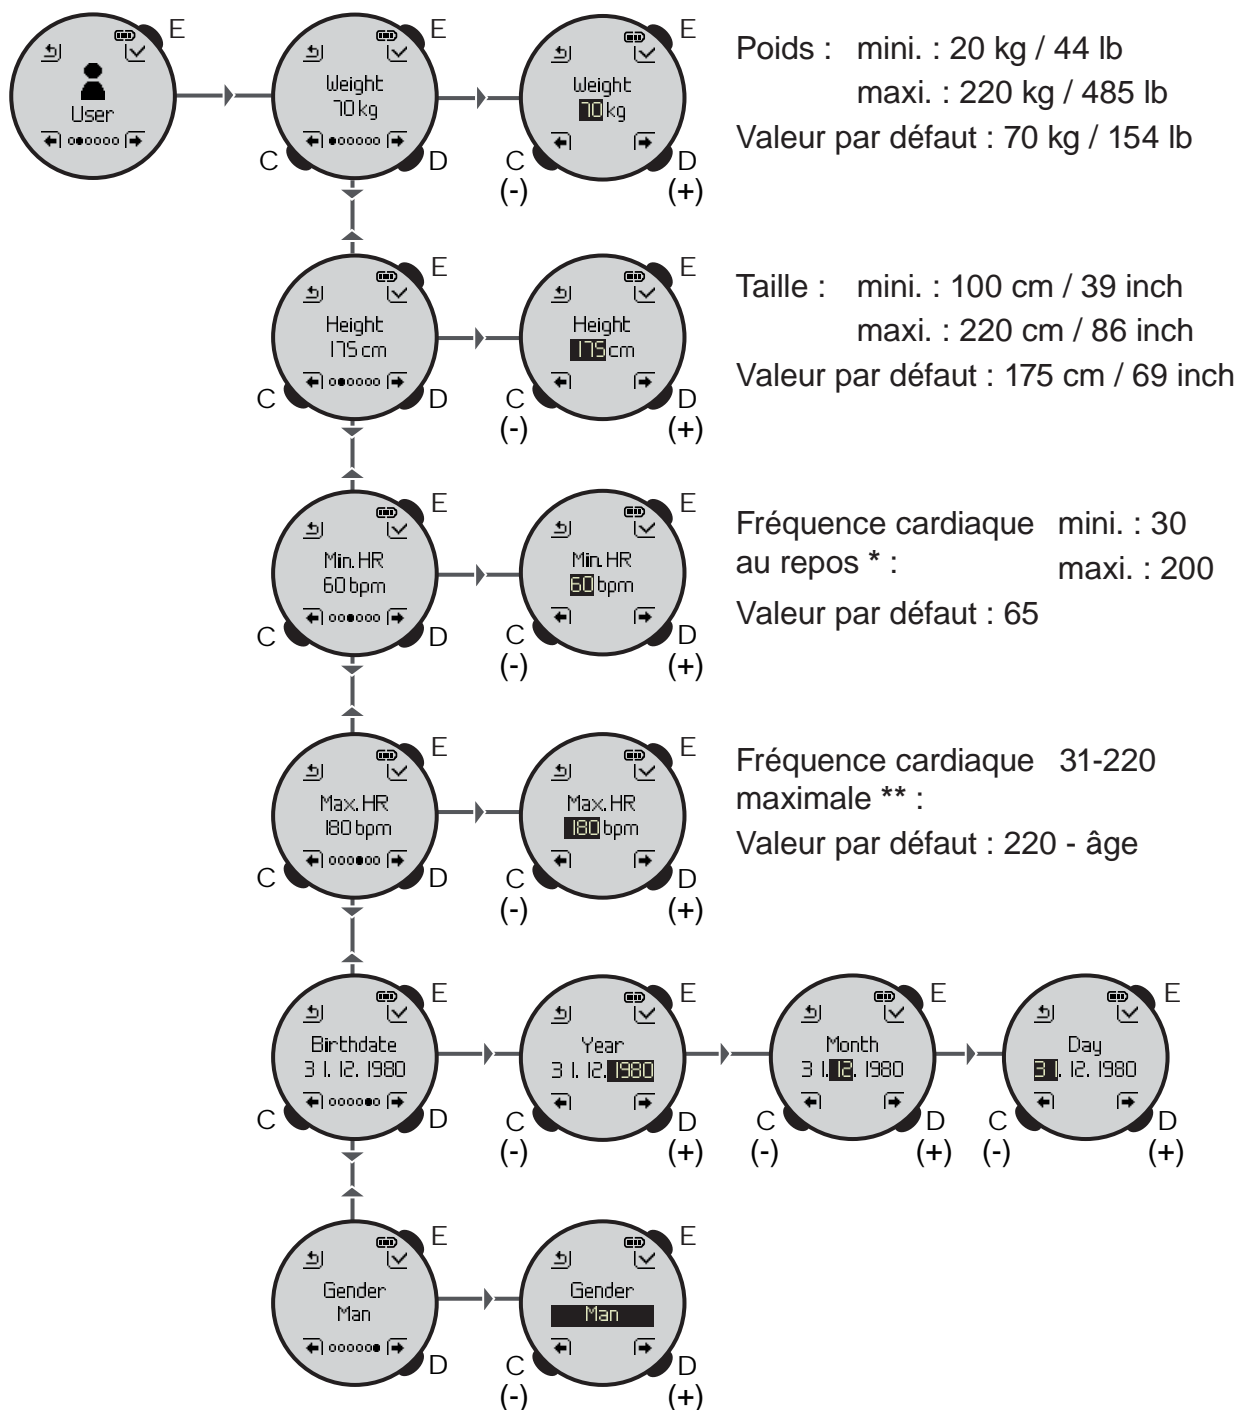 E
User
E
Weight
70 kg
C
D
E
Weight
70 kg
C
(-)
D
(+)
Poids : mini. : 20 kg / 44 lb
maxi. : 220 kg / 485 lb
Valeur par défaut : 70 kg / 154 lb
E
Height
175 cm
C
D
E
Height
175 cm
C
(-)
D
(+)
Taille : mini. : 100 cm / 39 inch
maxi. : 220 cm / 86 inch
Valeur par défaut : 175 cm / 69 inch
E
Min. HR
60 bpm
C
D
E
Min. HR
60 bpm
C
(-)
D
(+)
Fréquence cardiaque mini. : 30
au repos * : maxi. : 200
Valeur par défaut : 65
E
Max. HR
180 bpm
C
D
E
Max. HR
180 bpm
C
(-)
D
(+)
Fréquence cardiaque 31-220
maximale ** :
Valeur par défaut : 220 - âge
E
Birthdate
31. 12. 1980
C
D
E
Year
31. 12. 1980
C
(-)
D
(+)
E
Month
31. 12. 1980
C
(-)
D
(+)
E
Day
31. 12. 1980
C
(-)
D
(+)
E
Gender
Man
D
E
Gender
Man
C
(-)
D
(+)